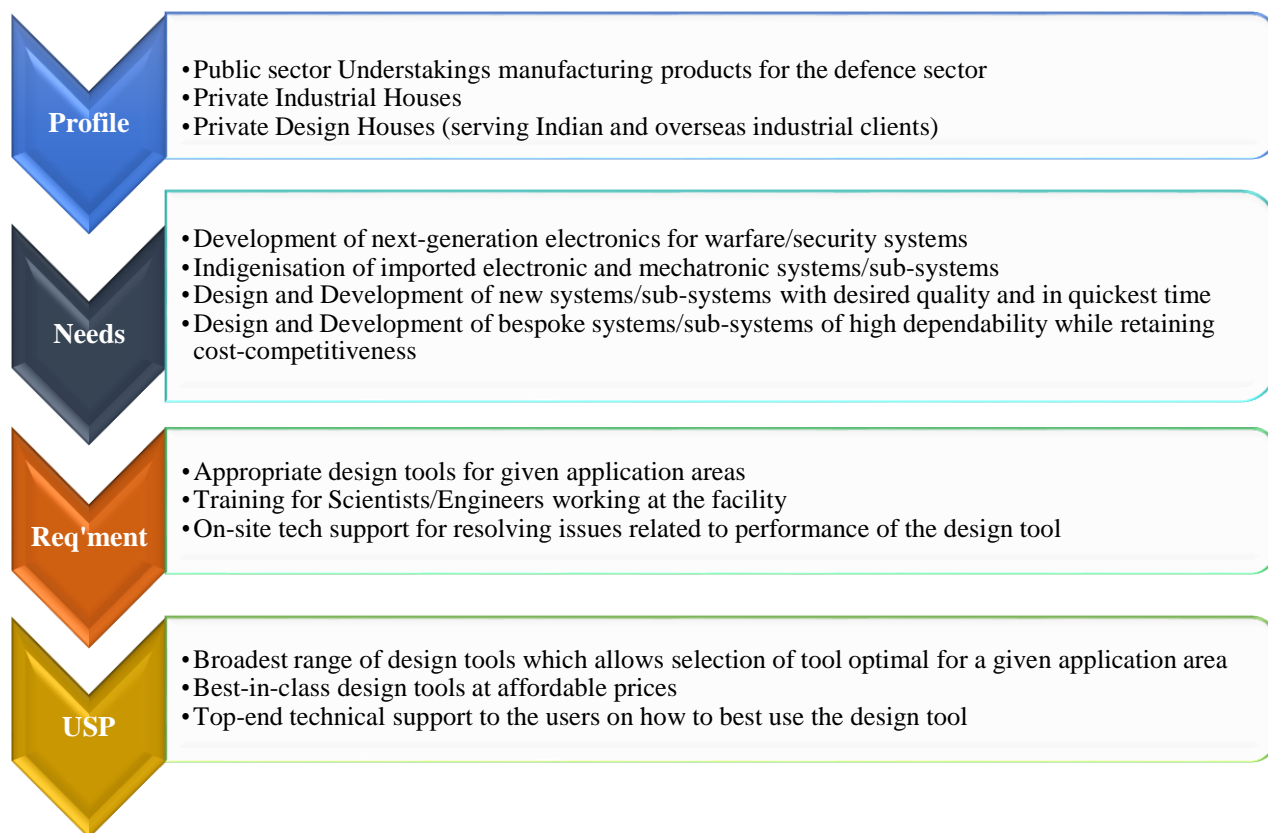 Profile
•Public sector Understakings manufacturing products for the defence sector
•Private Industrial Houses
•Private Design Houses (serving Indian and overseas industrial clients)
Needs
•Development of next-generation electronics for warfare/security systems
•Indigenisation of imported electronic and mechatronic systems/sub-systems
•Design and Development of new systems/sub-systems with desired quality and in quickest time
•Design and Development of bespoke systems/sub-systems of high dependability while retaining
cost-competitiveness
Req'ment
•Appropriate design tools for given application areas
•Training for Scientists/Engineers working at the facility
•On-site tech support for resolving issues related to performance of the design tool
USP
•Broadest range of design tools which allows selection of tool optimal for a given application area
•Best-in-class design tools at affordable prices
•Top-end technical support to the users on how to best use the design tool